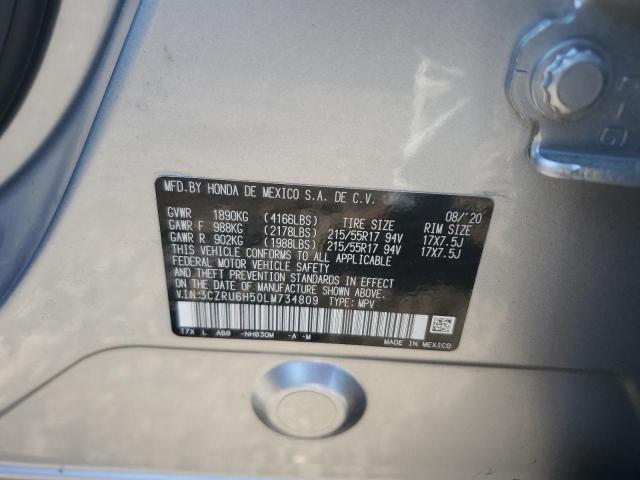 MFD.BY HONDA DE MEXICO S.A. DE C.V. 08/'20
GVWR 1890KG (4166LBS) TIRE SIZE RIM SIZE
GAWR F 988KG (2178LBS) 215/55R17 94V 17X7.5J
GAWR R 902KG (1988LBS) 215/55R17 94V 17X7.5J
THIS VEHICLE CONFORMS TO ALL APPLICABLE
FEDERAL MOTOR VEHICLE SAFETY
AND THEFT PREVENTION STANDARDS IN EFFECT
ON THE DATE OF MANUFACTURE SHOWN ABOVE.
V.I.N:3CZRU6H50LM734809 TYPE: MPV
T7X L AB0 -NH830M -A -M MADE IN MEXICO